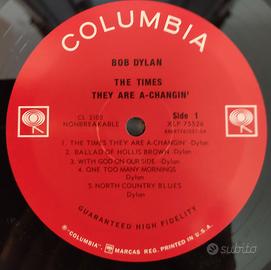 COLUMBIA
BOB DYLAN
THE TIMES
THEY ARE A-CHANGIN'
CL 2105 Side 1
NONBREAKABLE XLP 75526
1. THE TIMES THEY ARE A-CHANGIN' -Dylan
2. BALLAD OF HOLLIS BROWN -Dylan
3. WITH GOD ON OUR SIDE -Dylan
4. ONE TOO MANY MORNINGS
Dylan
5. NORTH COUNTRY BLUES
Dylan
GUARANTEED HIGH FIDELITY
® "COLUMBIA" MARCAS REG. PRINTED IN U.S.A.
subito